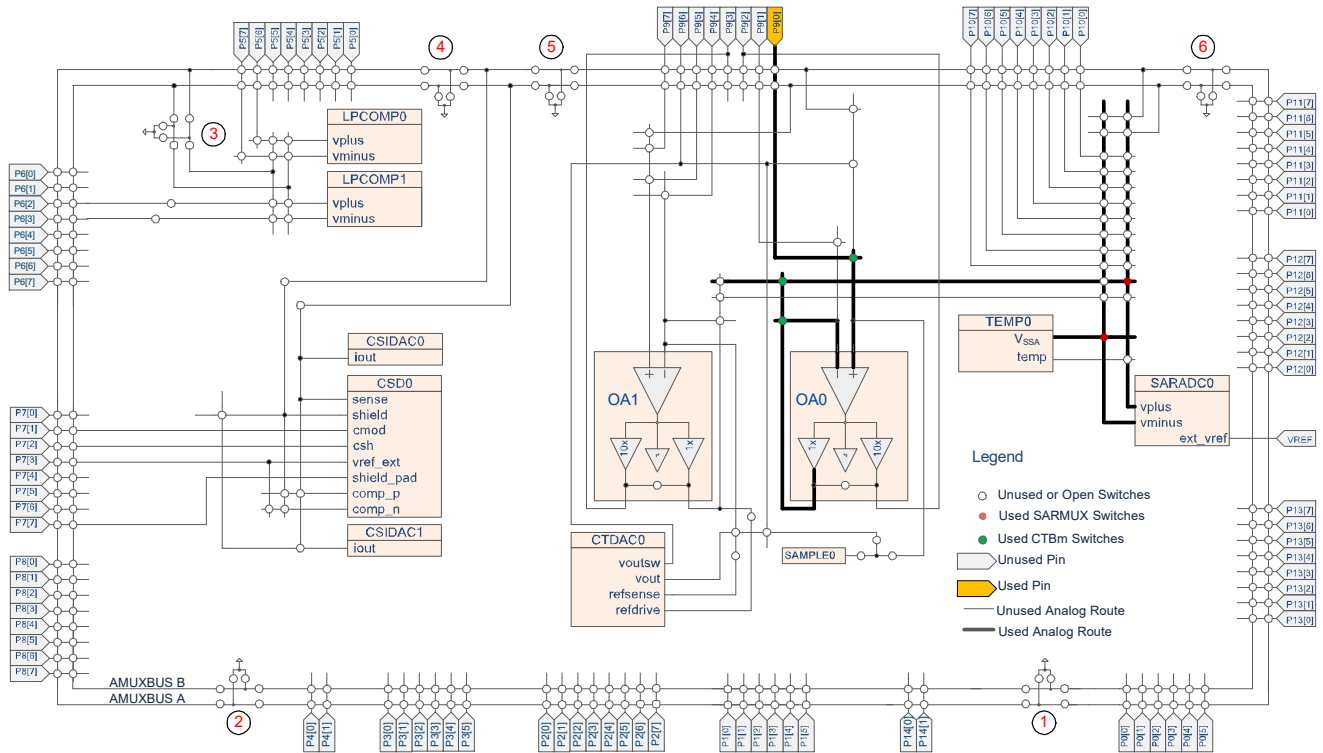 P5[7]
P5[6]
P5[5]
P5[4]
P5[3]
P5[2]
P5[1]
P5[0]
4
5
P9[7]
P9[6]
P9[5]
P9[4]
P9[3]
P9[2]
P9[1]
P9[0]
P10[7]
P10[6]
P10[5]
P10[4]
P10[3]
P10[2]
P10[1]
P10[0]
6
3
LPCOMP0
vplus
vminus
LPCOMP1
vplus
vminus
P6[0]
P6[1]
P6[2]
P6[3]
P6[4]
P6[5]
P6[6]
P6[7]
P11[7]
P11[6]
P11[5]
P11[4]
P11[3]
P11[2]
P11[1]
P11[0]
P12[7]
P12[6]
P12[5]
P12[4]
P12[3]
P12[2]
P12[1]
P12[0]
CSIDAC0
iout
CSD0
sense
shield
cmod
csh
vref_ext
shield_pad
comp_p
comp_n
CSIDAC1
iout
P7[0]
P7[1]
P7[2]
P7[3]
P7[4]
P7[5]
P7[6]
P7[7]
OA1
10x
1x
OA0
1x
10x
TEMP0
VSSA
temp
SARADC0
vplus
vminus
ext_vref
VREF
CTDAC0
voutsw
vout
refsense
refdrive
SAMPLE0
Legend
Unused or Open Switches
Used SARMUX Switches
Used CTBm Switches
Unused Pin
Used Pin
Unused Analog Route
Used Analog Route
P13[7]
P13[6]
P13[5]
P13[4]
P13[3]
P13[2]
P13[1]
P13[0]
P8[0]
P8[1]
P8[2]
P8[3]
P8[4]
P8[5]
P8[6]
P8[7]
AMUXBUS B
AMUXBUS A
2
1
P4[0]
P4[1]
P3[0]
P3[1]
P3[2]
P3[3]
P3[4]
P3[5]
P2[0]
P2[1]
P2[2]
P2[3]
P2[4]
P2[5]
P2[6]
P2[7]
P1[0]
P1[1]
P1[2]
P1[3]
P1[4]
P1[5]
P14[0]
P14[1]
P0[0]
P0[1]
P0[2]
P0[3]
P0[4]
P0[5]